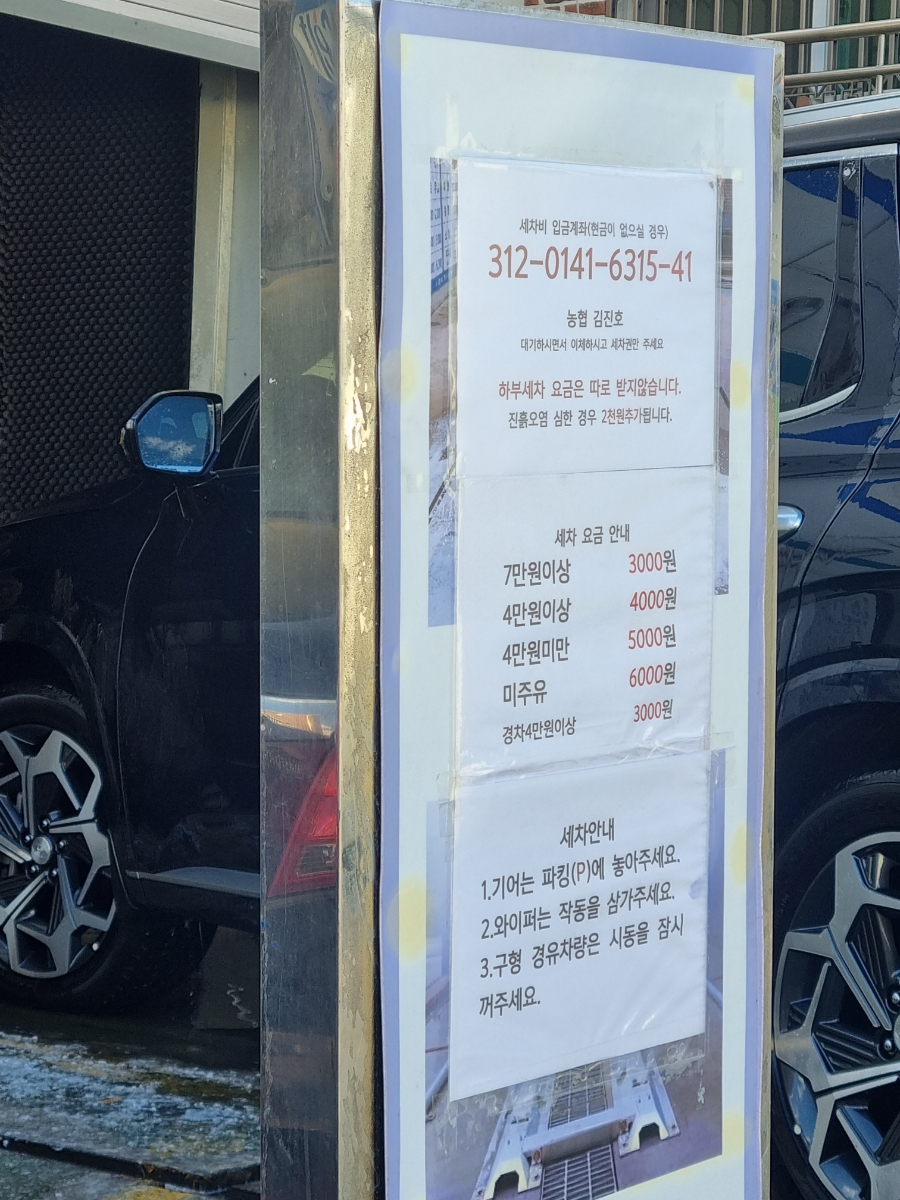 세차비 입금계좌(현금이 없으실 경우)
312-0141-6315-41
농협 김진호
대기하시면서 이체하시고 세차권만 주세요
하부세차 요금은 따로 받지않습니다.
진흙오염 심한 경우 2천원추가됩니다.
세차 요금 안내
7만원이상 3000원
4만원이상 4000원
4만원미만 5000원
미주유 6000원
경차4만원이상 3000원
세차안내
1.기어는 파킹(P)에 놓아주세요.
2.와이퍼는 작동을 삼가주세요.
3.구형 경유차량은 시동을 잠시
꺼주세요.